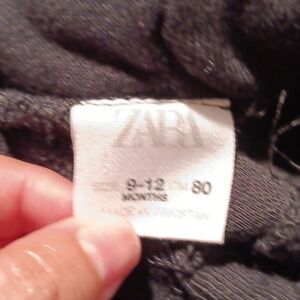 ZARA
SIZE 9-12 CM 80
MONTHS
MADE IN PAKISTAN